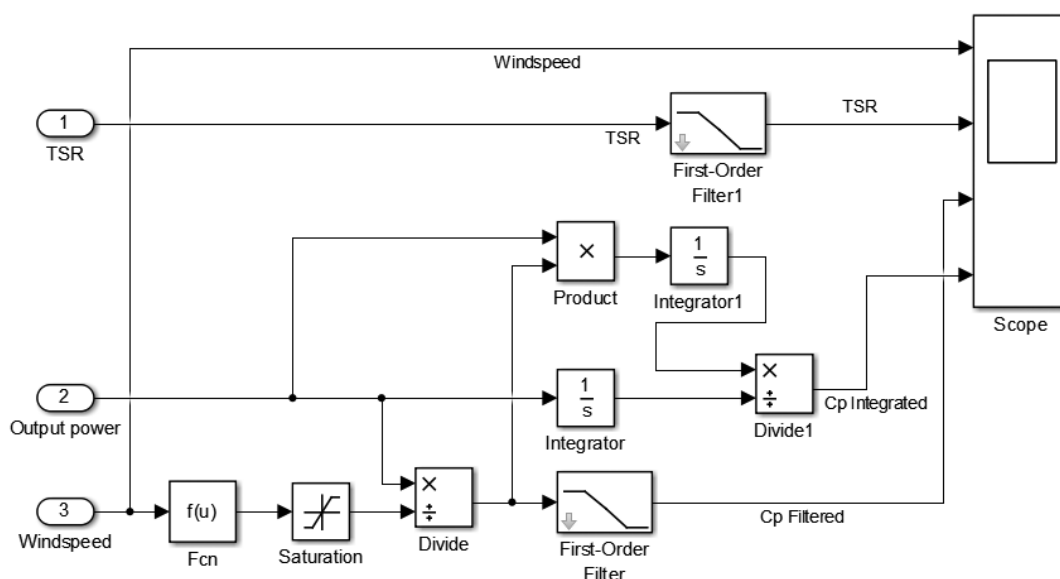 Windspeed
1
TSR
TSR
TSR
First-Order
Filter1
×
Product
1
s
Integrator1
Scope
2
Output power
1
s
Integrator
×
÷
Divide1
Cp Integrated
3
Windspeed
f(u)
Fcn
Saturation
×
÷
Divide
First-Order
Filter
Cp Filtered